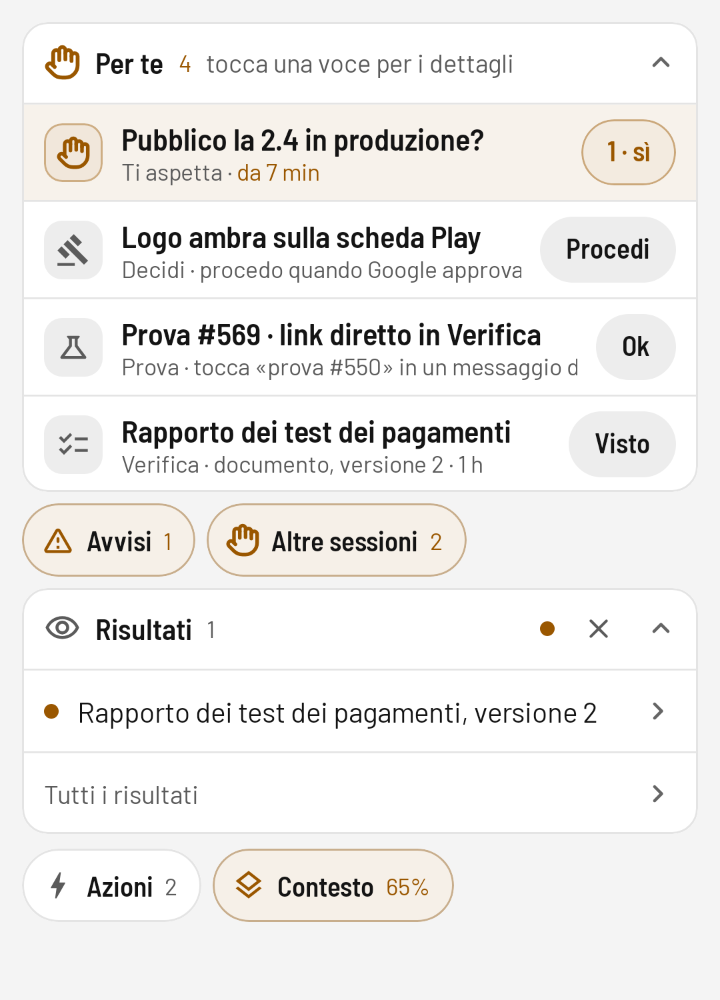 Per te 4 tocca una voce per i dettagli
Pubblico la 2.4 in produzione?
Ti aspetta · da 7 min
1 · sì
Logo ambra sulla scheda Play
Decidi · procedo quando Google approva
Procedi
Prova #569 · link diretto in Verifica
Prova · tocca «prova #550» in un messaggio d
Ok
Rapporto dei test dei pagamenti
Verifica · documento, versione 2 · 1 h
Visto
Avvisi 1
Altre sessioni 2
Risultati 1
Rapporto dei test dei pagamenti, versione 2
Tutti i risultati
Azioni 2
Contesto 65%